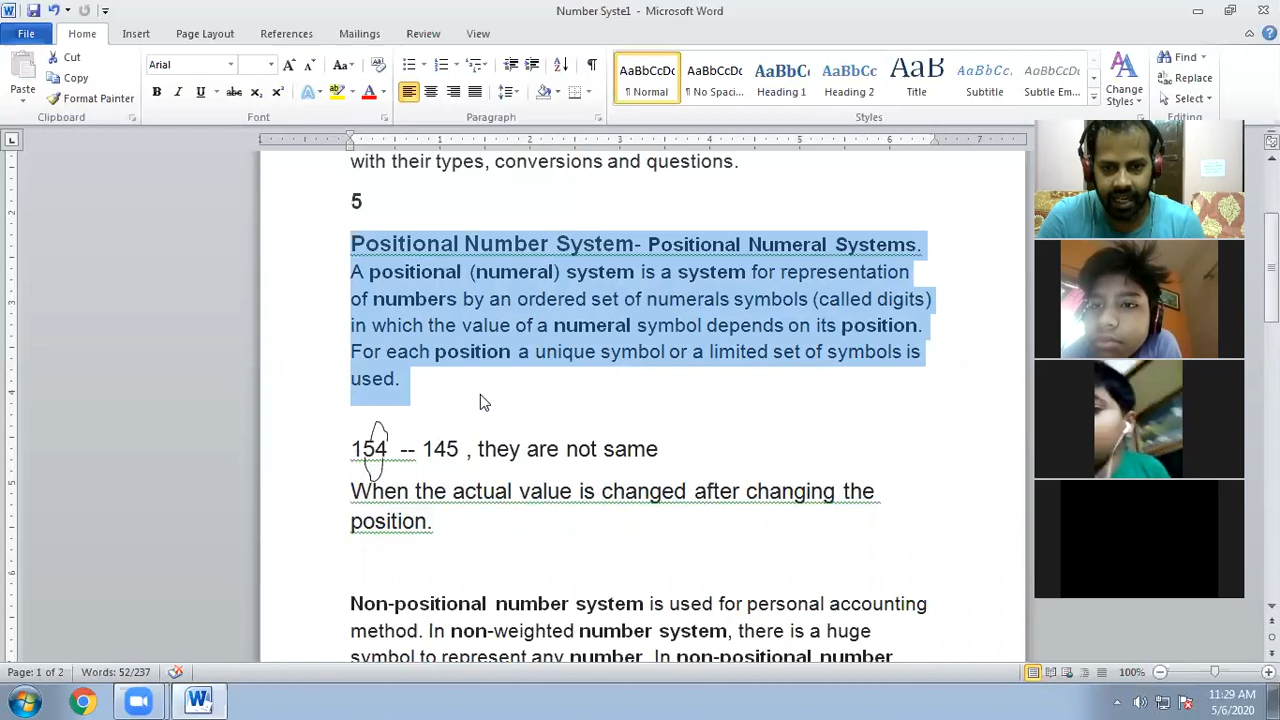 Number Syste1 - Microsoft Word
File Home Insert Page Layout References Mailings Review View
Paste
Cut
Copy
Format Painter
Clipboard
Arial
Font
Paragraph
AaBbCcDc AaBbCcDc AaBbC AaBbCc AaB AaBbCcL AaBbCcDc
¶ Normal ¶ No Spaci... Heading 1 Heading 2 Title Subtitle Subtle Em...
Change
Styles
Styles
Find
Replace
Select
Editing
with their types, conversions and questions.
5
Positional Number System- Positional Numeral Systems.
A positional (numeral) system is a system for representation
of numbers by an ordered set of numerals symbols (called digits)
in which the value of a numeral symbol depends on its position.
For each position a unique symbol or a limited set of symbols is
used.
154 -- 145 , they are not same
When the actual value is changed after changing the
position.
Non-positional number system is used for personal accounting
method. In non-weighted number system, there is a huge
symbol to represent any number. In non-positional number
Page: 1 of 2 Words: 52/237 100%
11:29 AM
5/6/2020